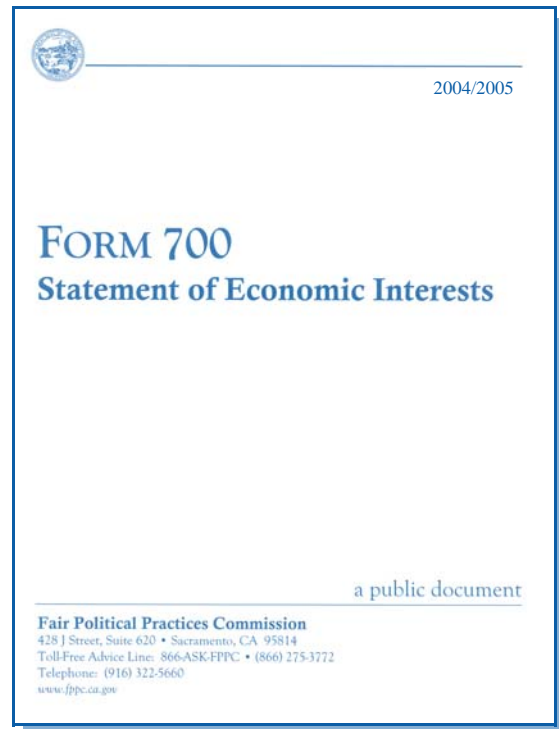 2004/2005
FORM 700
Statement of Economic Interests
a public document
Fair Political Practices Commission
428 J Street, Suite 620 • Sacramento, CA 95814
Toll-Free Advice Line: 866-ASK-FPPC • (866) 275-3772
Telephone: (916) 322-5660
www.fppc.ca.gov